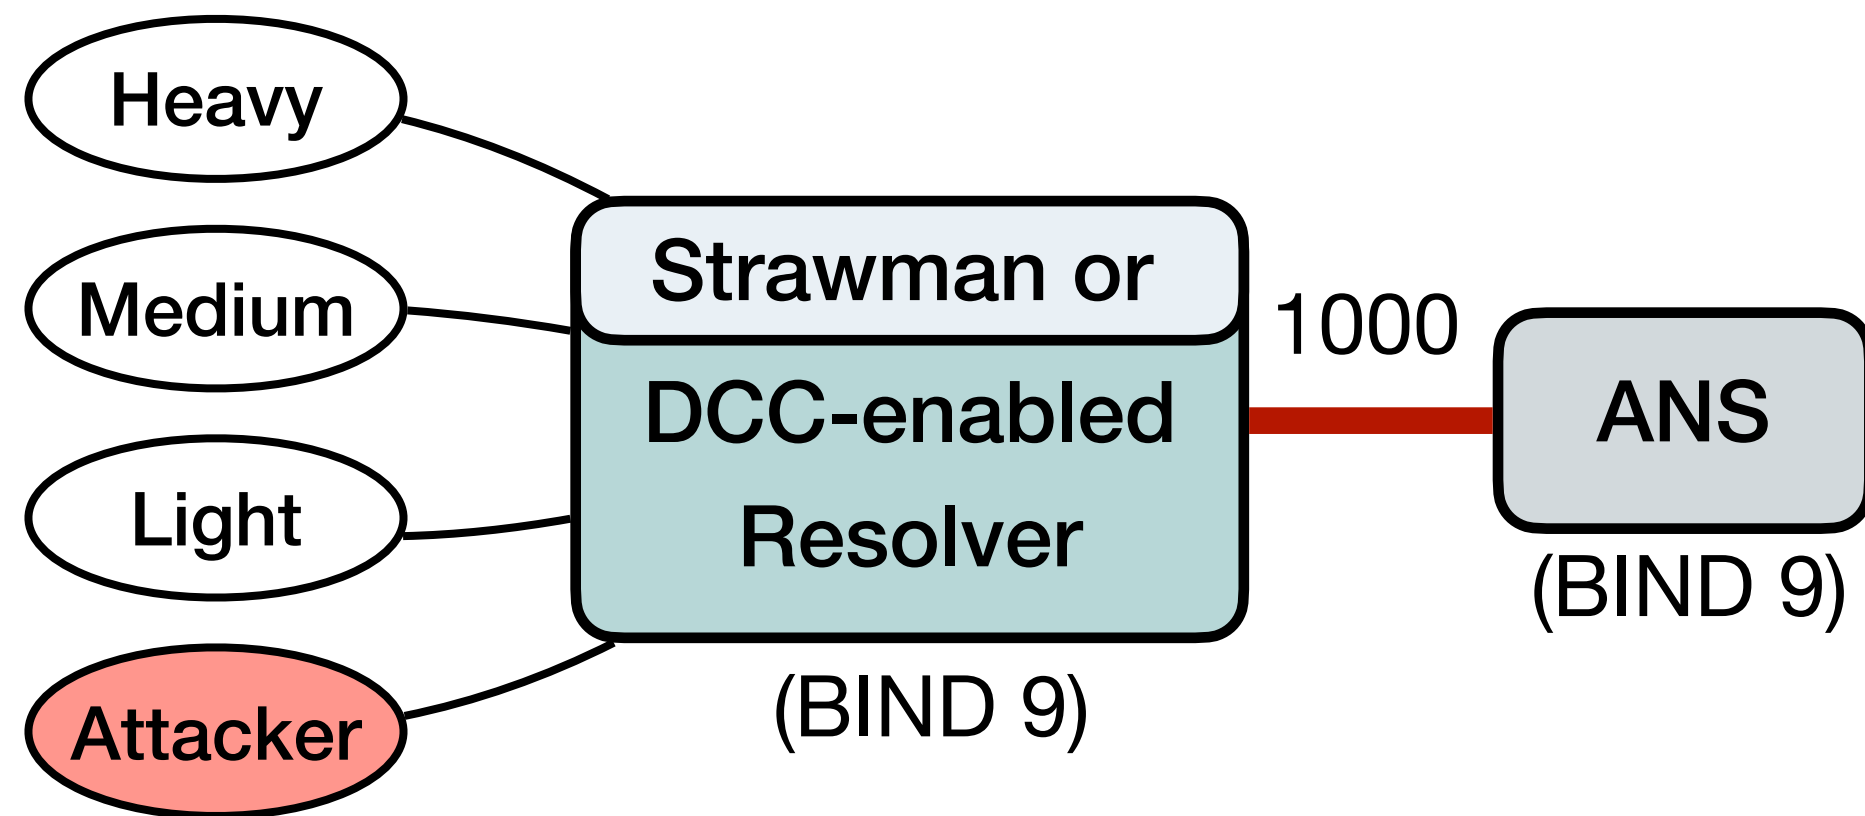 Heavy
Medium
Light
Attacker
Strawman or
DCC-enabled
Resolver
(BIND 9)
1000
ANS
(BIND 9)